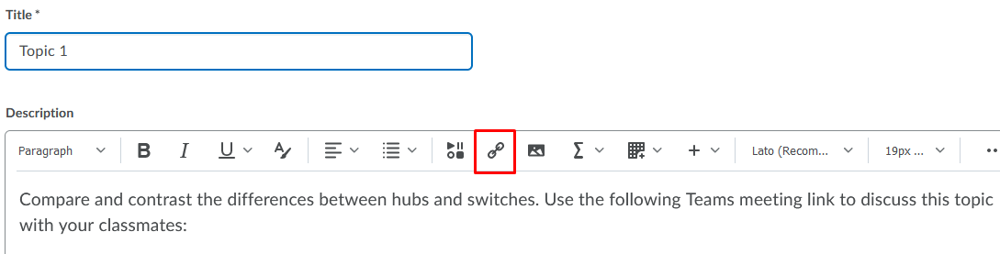 Title *
Topic 1
Description
Paragraph B I U A Σ + Lato (Recom... 19px ...
Compare and contrast the differences between hubs and switches. Use the following Teams meeting link to discuss this topic
with your classmates: